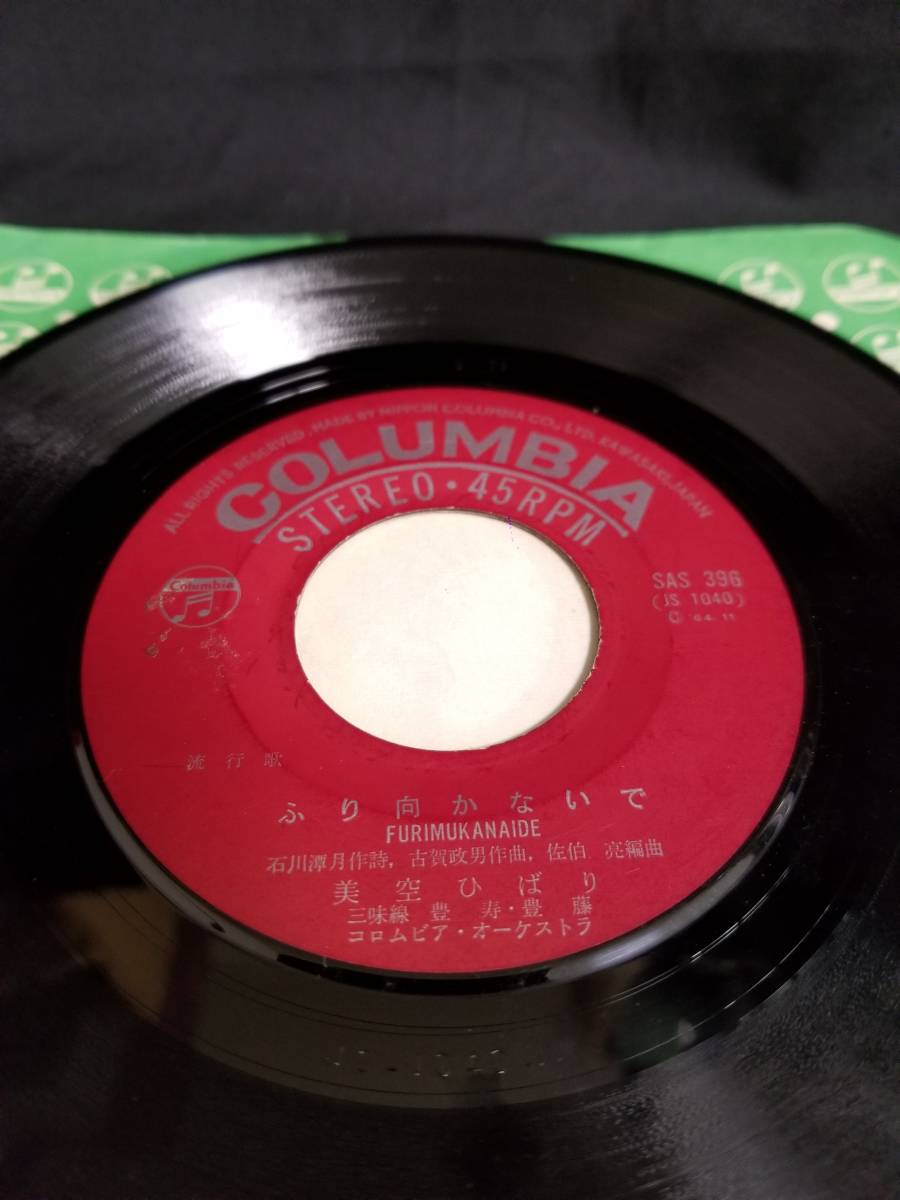 ALL RIGHTS RESERVED, MADE BY NIPPON COLUMBIA CO., LTD. KAWASAKI, JAPAN
COLUMBIA
STEREO・45 RPM
SAS 396
(JS 1040)
Columbia
流行歌
ふり向かないで
FURIMUKANAIDE
石川潭月作詩, 古賀政男作曲, 佐伯 亮編曲
美空ひばり
三味線 豊 寿・豊 藤
コロムビア・オーケストラ